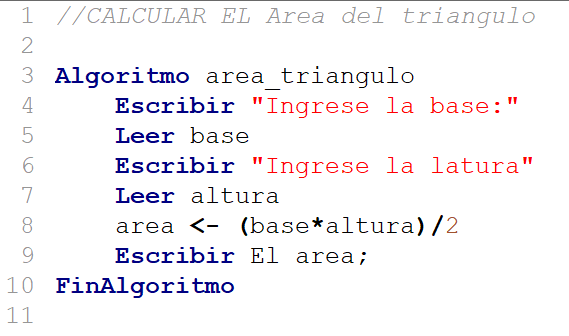 1 //CALCULAR EL Area del triangulo
2
3 Algoritmo area_triangulo
4 Escribir "Ingrese la base:"
5 Leer base
6 Escribir "Ingrese la latura"
7 Leer altura
8 area <- (base*altura)/2
9 Escribir El area;
10 FinAlgoritmo
11